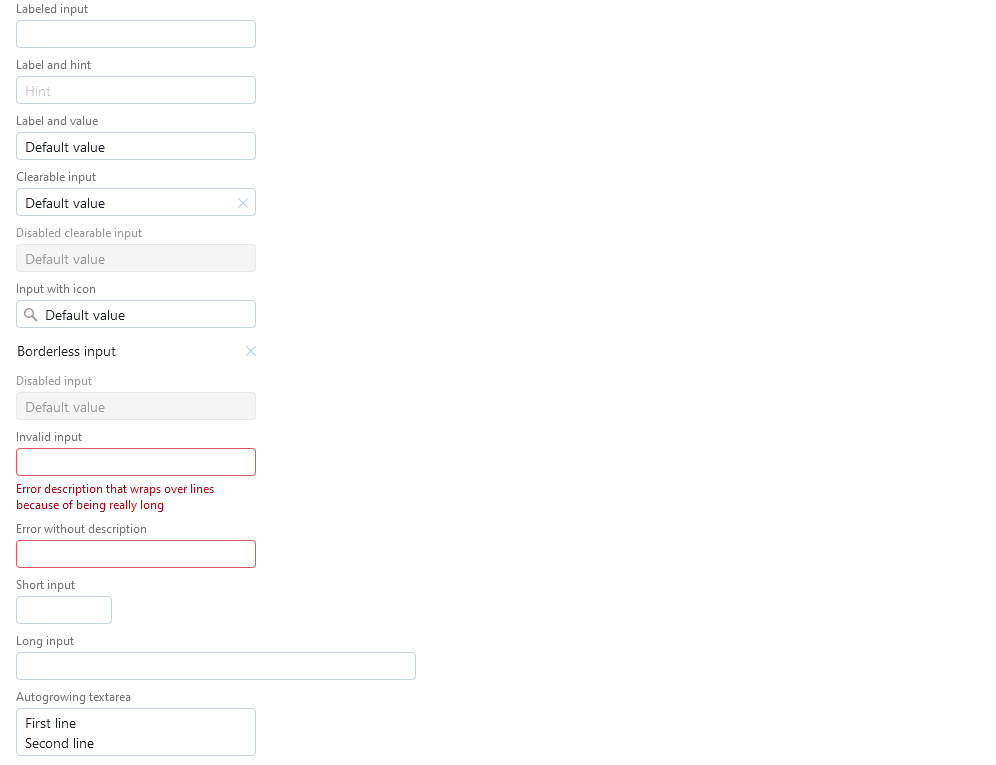 Labeled input
Label and hint
Hint
Label and value
Default value
Clearable input
Default value
Disabled clearable input
Default value
Input with icon
Default value
Borderless input
Disabled input
Default value
Invalid input
Error description that wraps over lines
because of being really long
Error without description
Short input
Long input
Autogrowing textarea
First line
Second line